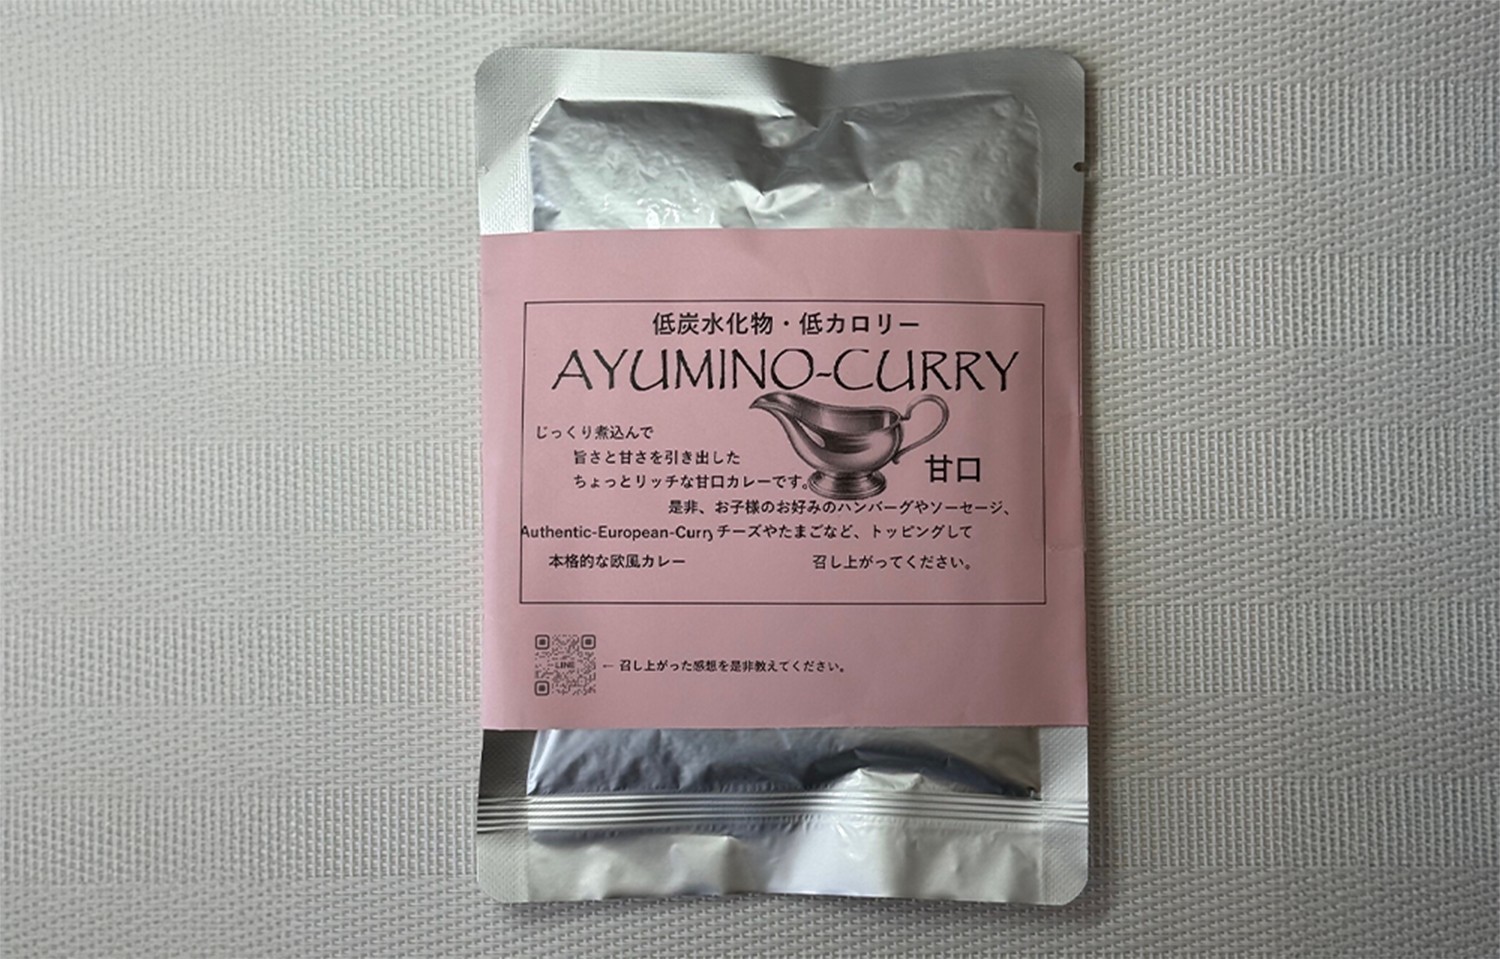 低炭水化物・低カロリー
AYUMINO-CURRY
じっくり煮込んで
旨さと甘さを引き出した
ちょっとリッチな甘口カレーです。
甘口
是非、お子様のお好みのハンバーグやソーセージ、
チーズやたまごなど、トッピングして
召し上がってください。
Authentic-European-Curry
本格的な欧風カレー
LINE
← 召し上がった感想を是非教えてください。